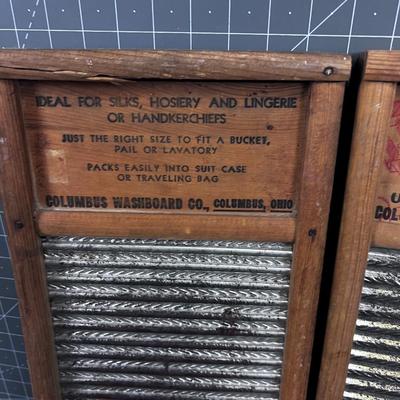 IDEAL FOR SILKS, HOSIERY AND LINGERIE
OR HANDKERCHIEFS
JUST THE RIGHT SIZE TO FIT A BUCKET,
PAIL OR LAVATORY
PACKS EASILY INTO SUIT CASE
OR TRAVELING BAG
COLUMBUS WASHBOARD CO., COLUMBUS, OHIO